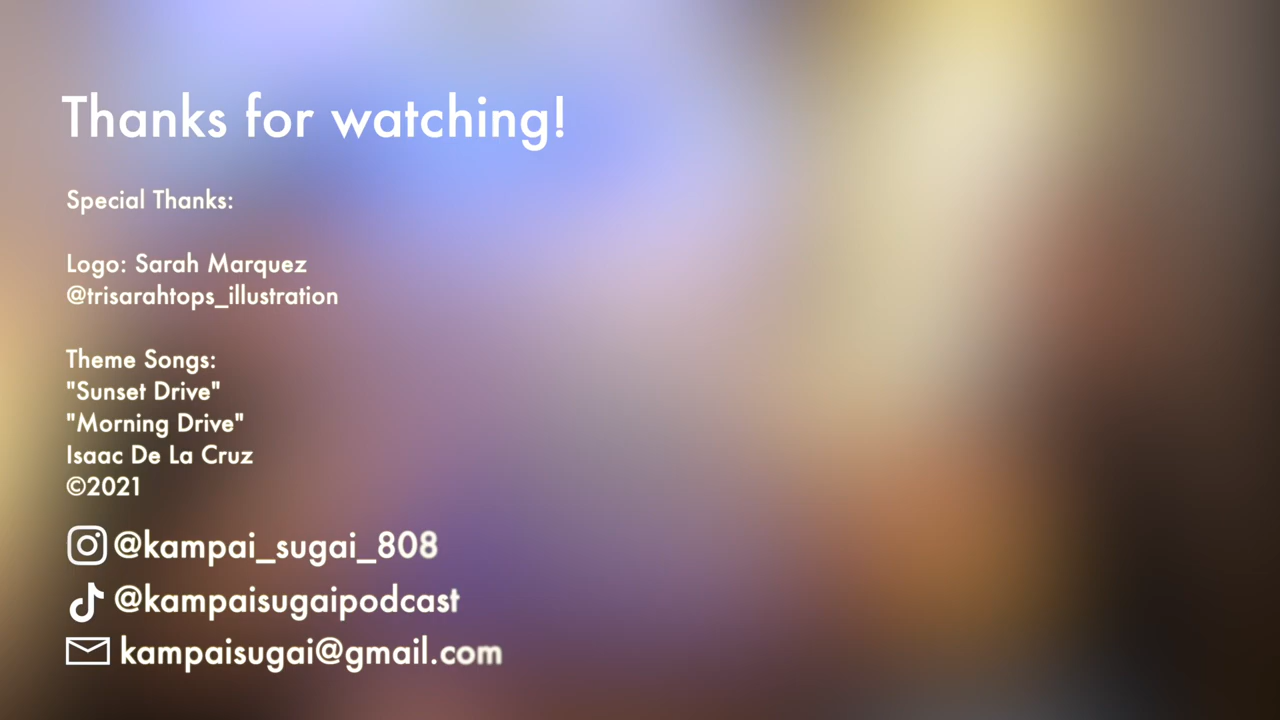 Thanks for watching!
Special Thanks:
Logo: Sarah Marquez
@trisarahtops_illustration
Theme Songs:
"Sunset Drive"
"Morning Drive"
Isaac De La Cruz
©2021
@kampai_sugai_808
@kampaisugaipodcast
kampaisugai@gmail.com